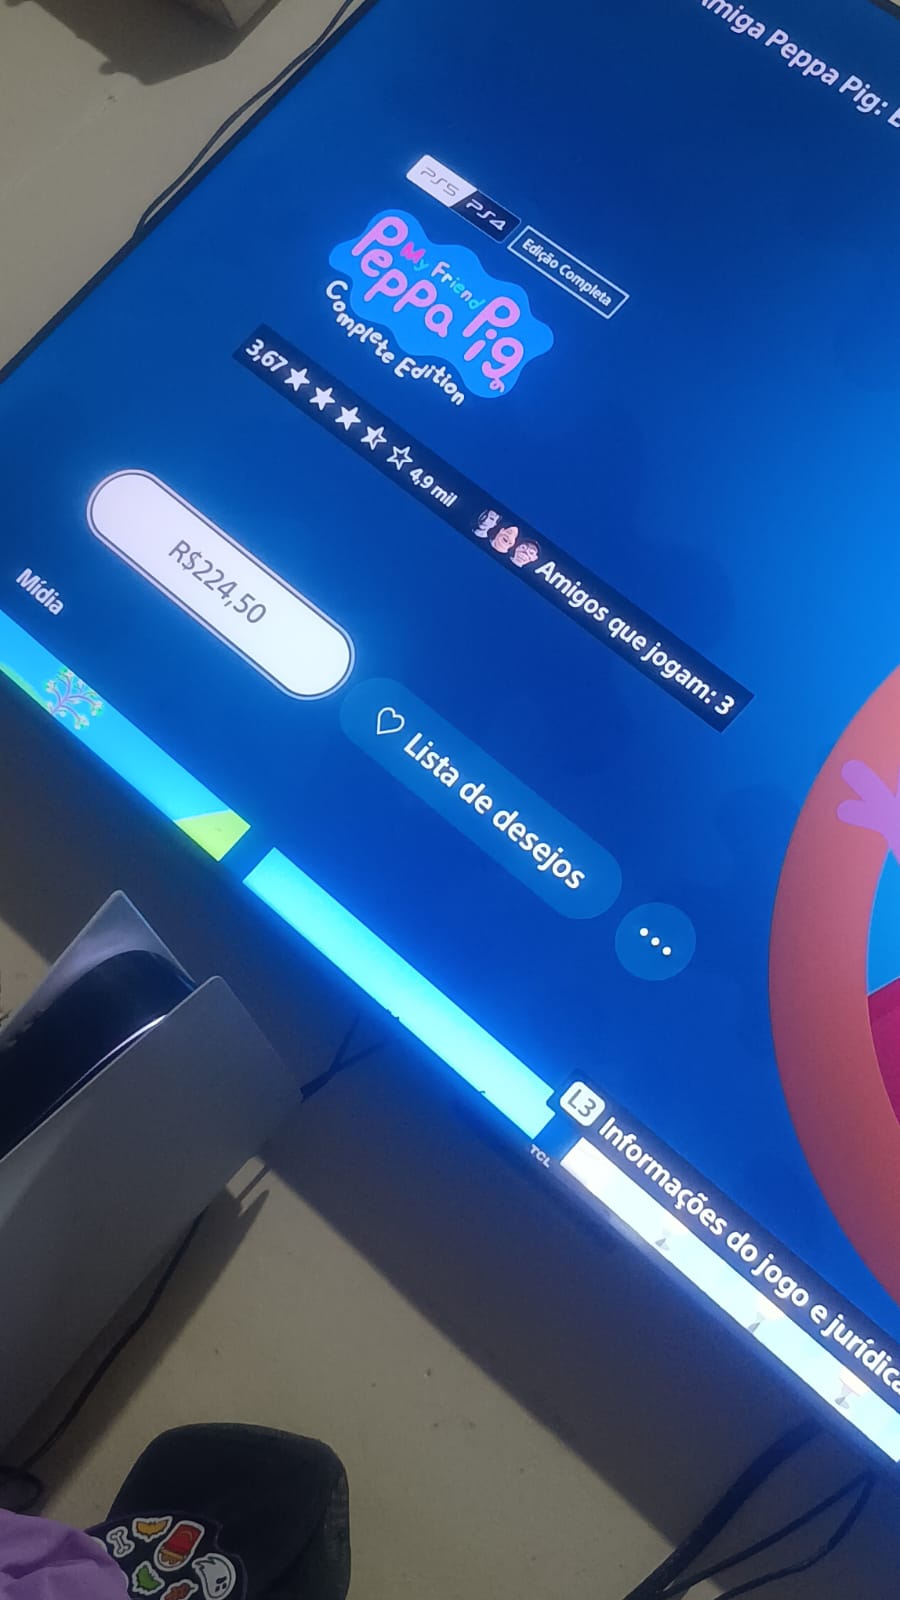 miga Peppa Pig: E
PS5 PS4
Edição Completa
My Friend
Peppa Pig
Complete Edition
3,67 4,9 mil Amigos que jogam: 3
R$224,50
Lista de desejos
Mídia
L3 Informações do jogo e jurídica
TCL